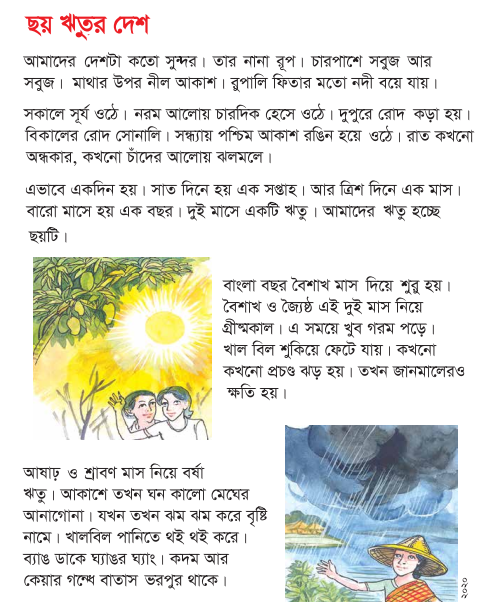 ছয় ঋতুর দেশ
আমাদের দেশটা কতো সুন্দর। তার নানা রূপ। চারপাশে সবুজ আর
সবুজ। মাথার উপর নীল আকাশ। রুপালি ফিতার মতো নদী বয়ে যায়।
সকালে সূর্য ওঠে। নরম আলোয় চারদিক হেসে ওঠে। দুপুরে রোদ কড়া হয়।
বিকালের রোদ সোনালি। সন্ধ্যায় পশ্চিম আকাশ রঙিন হয়ে ওঠে। রাত কখনো
অন্ধকার, কখনো চাঁদের আলোয় ঝলমলে।
এভাবে একদিন হয়। সাত দিনে হয় এক সপ্তাহ। আর ত্রিশ দিনে এক মাস।
বারো মাসে হয় এক বছর। দুই মাসে একটি ঋতু। আমাদের ঋতু হচ্ছে
ছয়টি।
বাংলা বছর বৈশাখ মাস দিয়ে শুরু হয়।
বৈশাখ ও জ্যৈষ্ঠ এই দুই মাস নিয়ে
গ্রীষ্মকাল। এ সময়ে খুব গরম পড়ে।
খাল বিল শুকিয়ে ফেটে যায়। কখনো
কখনো প্রচণ্ড ঝড় হয়। তখন জানমালেরও
ক্ষতি হয়।
আষাঢ় ও শ্রাবণ মাস নিয়ে বর্ষা
ঋতু। আকাশে তখন ঘন কালো মেঘের
আনাগোনা। যখন তখন ঝম ঝম করে বৃষ্টি
নামে। খালবিল পানিতে থই থই করে।
ব্যাঙ ডাকে ঘ্যাঙর ঘ্যাং। কদম আর
কেয়ার গন্ধে বাতাস ভরপুর থাকে।
২০২০